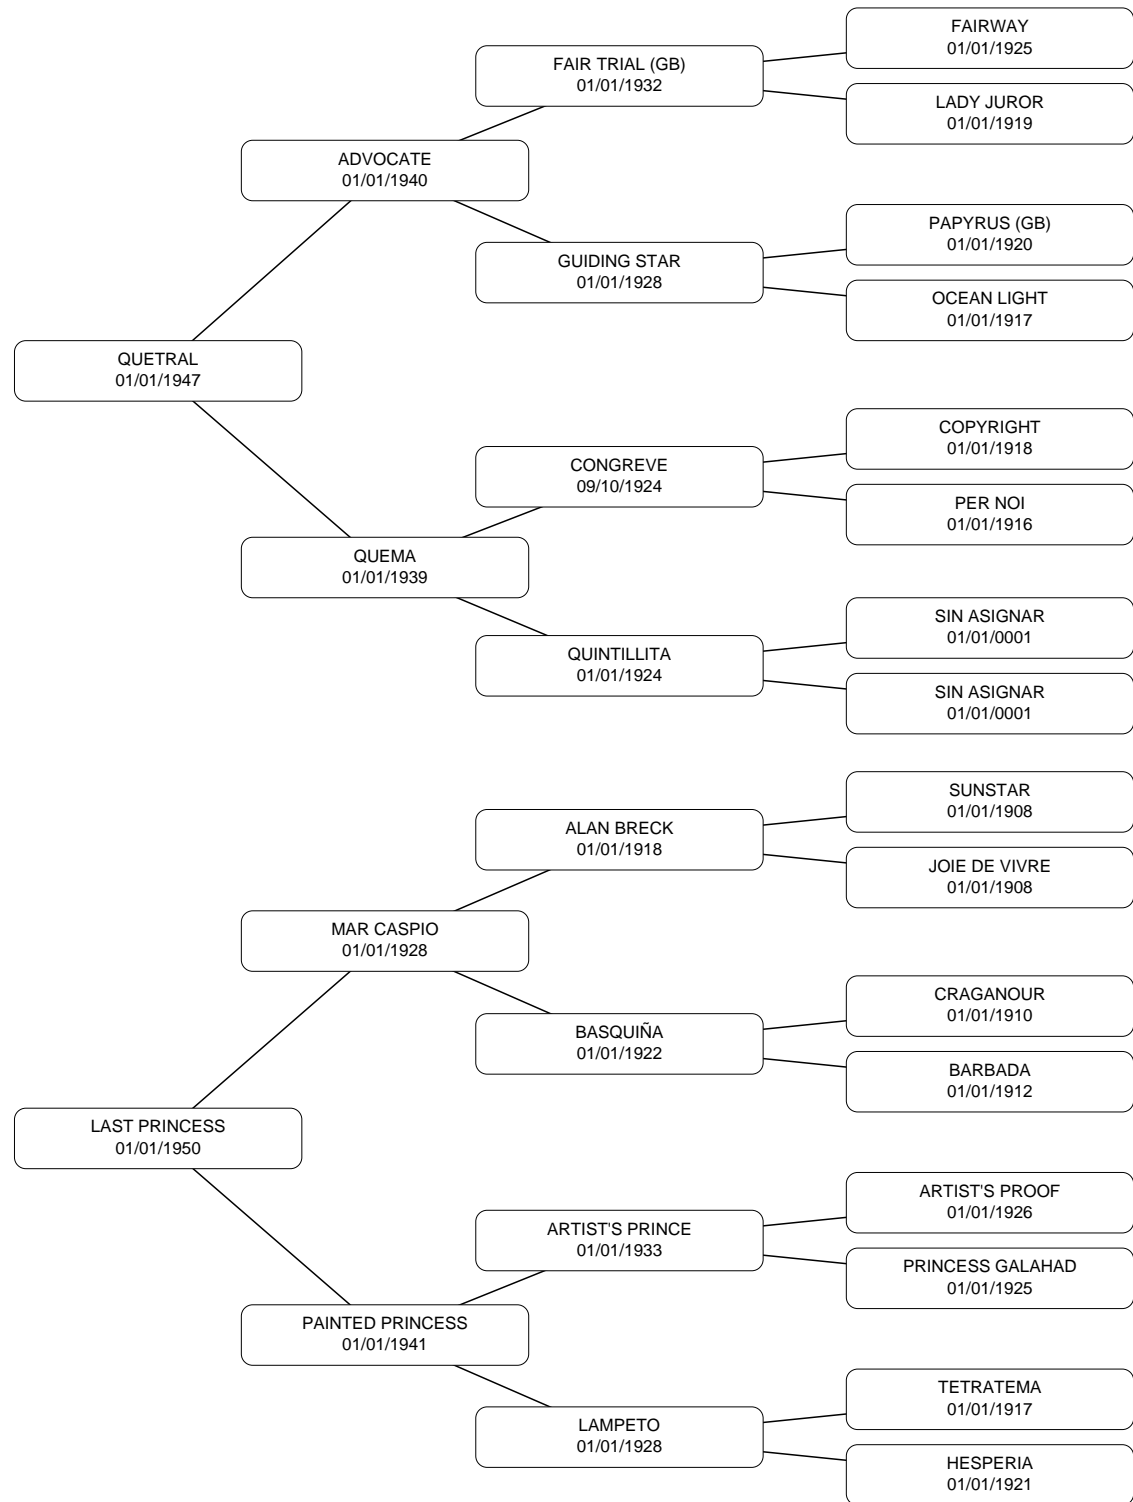 FAIRWAY
01/01/1925
FAIR TRIAL (GB)
01/01/1932
LADY JUROR
01/01/1919
ADVOCATE
01/01/1940
PAPYRUS (GB)
01/01/1920
GUIDING STAR
01/01/1928
OCEAN LIGHT
01/01/1917
QUETRAL
01/01/1947
COPYRIGHT
01/01/1918
CONGREVE
09/10/1924
PER NOI
01/01/1916
QUEMA
01/01/1939
SIN ASIGNAR
01/01/0001
QUINTILLITA
01/01/1924
SIN ASIGNAR
01/01/0001
SUNSTAR
01/01/1908
ALAN BRECK
01/01/1918
JOIE DE VIVRE
01/01/1908
MAR CASPIO
01/01/1928
CRAGANOUR
01/01/1910
BASQUIÑA
01/01/1922
BARBADA
01/01/1912
LAST PRINCESS
01/01/1950
ARTIST'S PROOF
01/01/1926
ARTIST'S PRINCE
01/01/1933
PRINCESS GALAHAD
01/01/1925
PAINTED PRINCESS
01/01/1941
TETRATEMA
01/01/1917
LAMPETO
01/01/1928
HESPERIA
01/01/1921